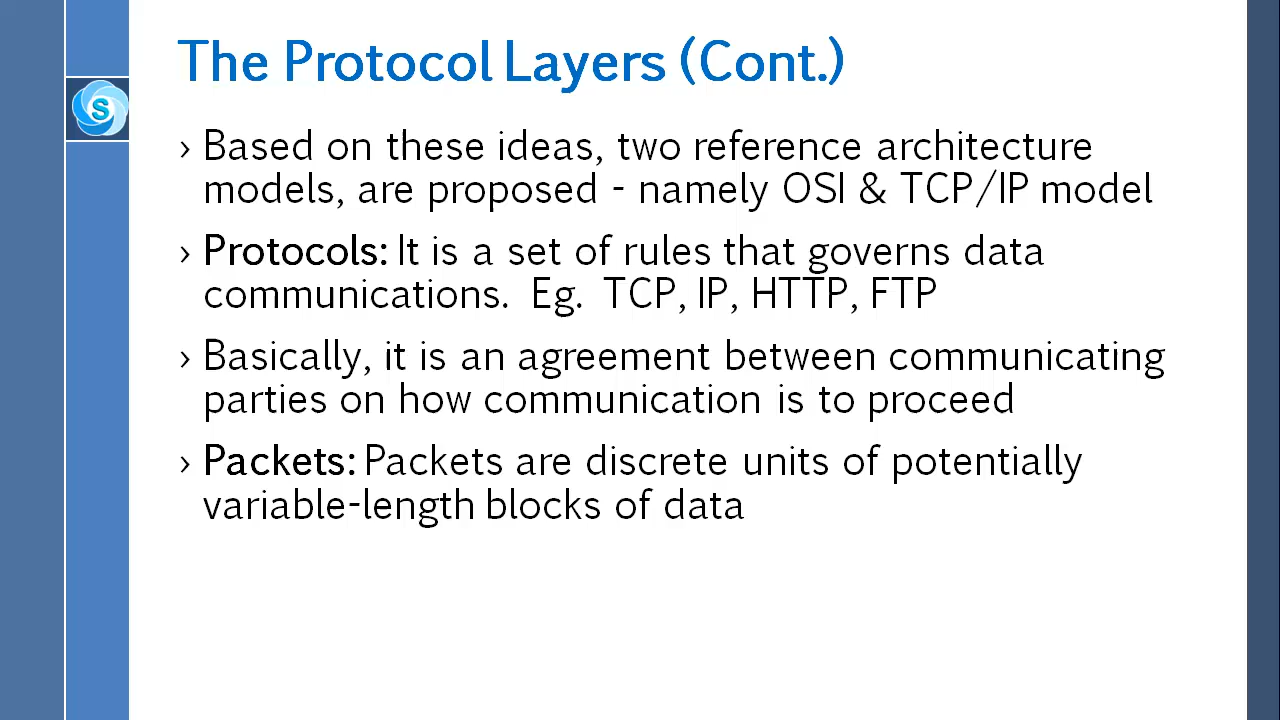 The Protocol Layers (Cont.)
S
› Based on these ideas, two reference architecture
models, are proposed - namely OSI & TCP/IP model
› Protocols: It is a set of rules that governs data
communications.  Eg.  TCP, IP, HTTP, FTP
› Basically, it is an agreement between communicating
parties on how communication is to proceed
› Packets: Packets are discrete units of potentially
variable-length blocks of data